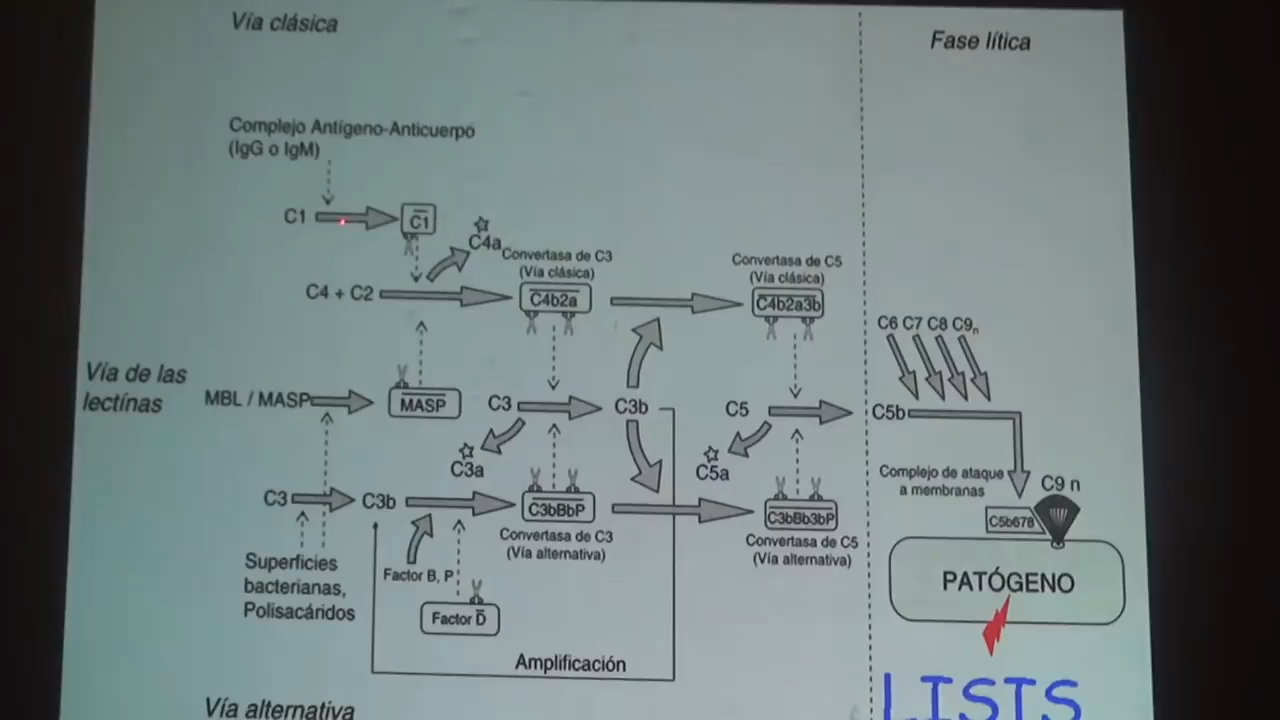 Vía clásica
Fase lítica
Complejo Antígeno-Anticuerpo
(IgG o IgM)
C1
C1
C4a
Convertasa de C3
(Vía clásica)
Convertasa de C5
(Vía clásica)
C4 + C2
C4b2a
C4b2a3b
C6 C7 C8 C9n
Vía de las
lectínas
MBL / MASP
MASP
C3
C3b
C5
C5b
C3a
C5a
Complejo de ataque
a membranas
C9 n
C3
C3b
C3bBbP
C3bBb3bP
C5b678
Convertasa de C3
(Vía alternativa)
Convertasa de C5
(Vía alternativa)
Superficies
bacterianas,
Polisacáridos
Factor B, P
Factor D
PATÓGENO
Amplificación
LISIS
Vía alternativa